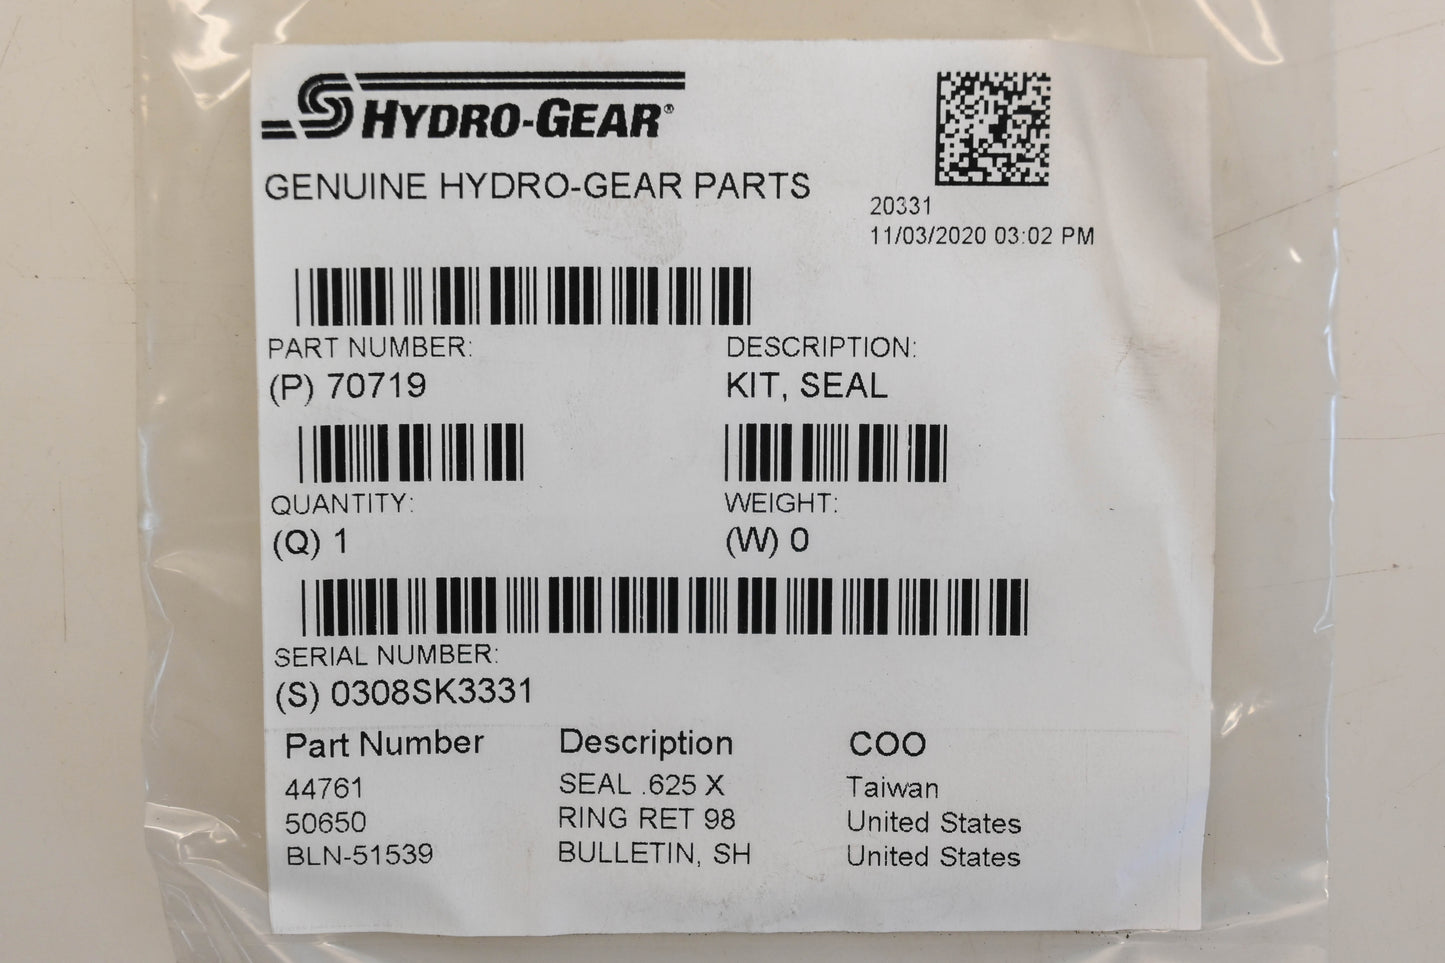 HYDRO-GEAR®
GENUINE HYDRO-GEAR PARTS
20331
11/03/2020 03:02 PM
PART NUMBER:
(P) 70719
DESCRIPTION:
KIT, SEAL
QUANTITY:
(Q) 1
WEIGHT:
(W) 0
SERIAL NUMBER:
(S) 0308SK3331
Part Number Description COO
44761 SEAL .625 X Taiwan
50650 RING RET 98 United States
BLN-51539 BULLETIN, SH United States